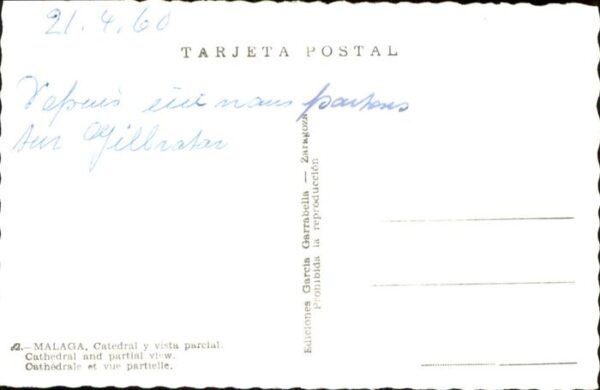 21.4.60
TARJETA POSTAL
Depuis ici nous partons
sur Gilbratar
Ediciones García Garrabella — Zaragoza
Prohibida la reproducción
MALAGA, Catedral y vista parcial.
Cathedral and partial view.
Cathédrale et vue partielle.